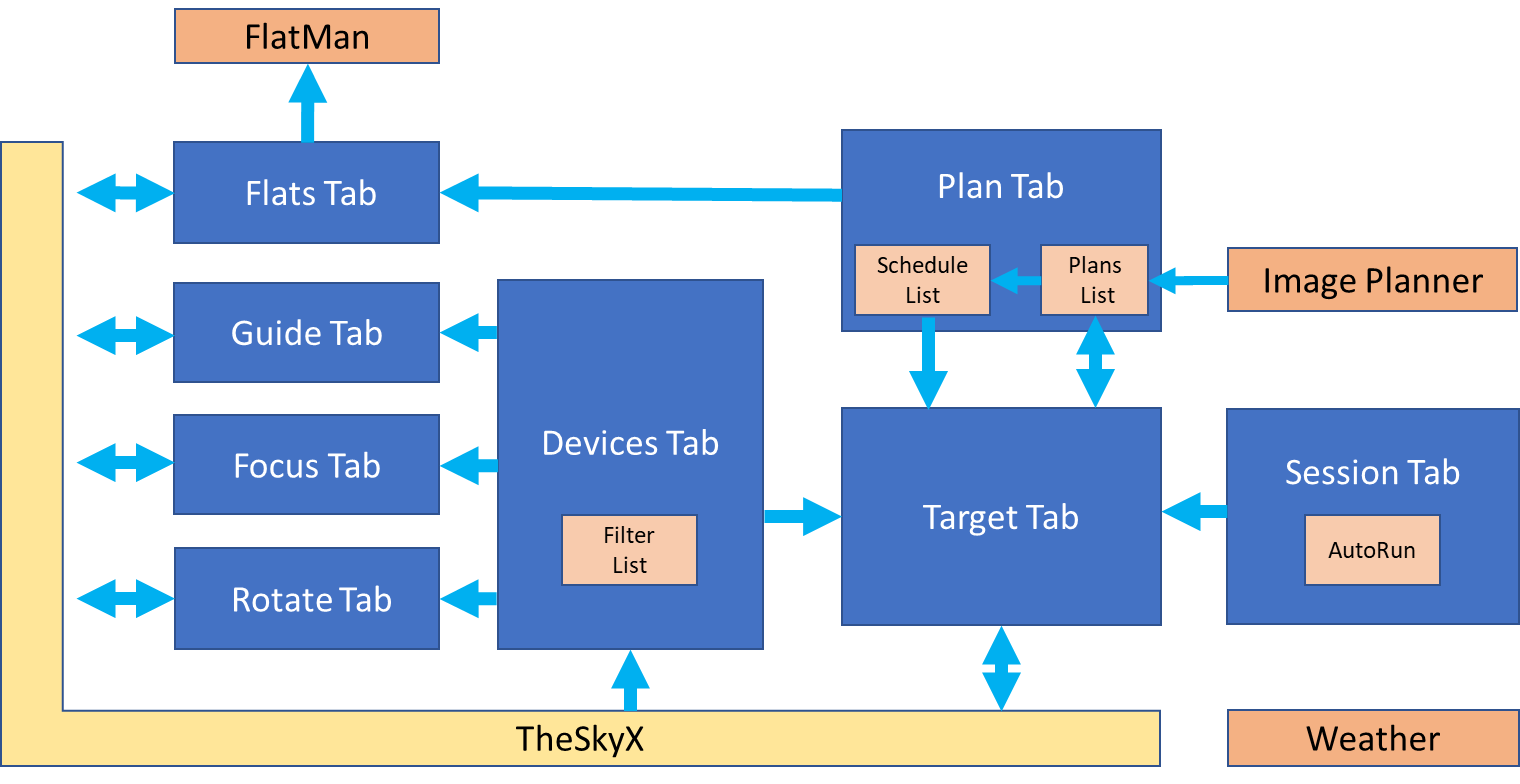 FlatMan
Flats Tab
Plan Tab
Schedule
List
Plans
List
Image Planner
Guide Tab
Devices Tab
Focus Tab
Filter
List
Target Tab
Session Tab
AutoRun
Rotate Tab
TheSkyX
Weather